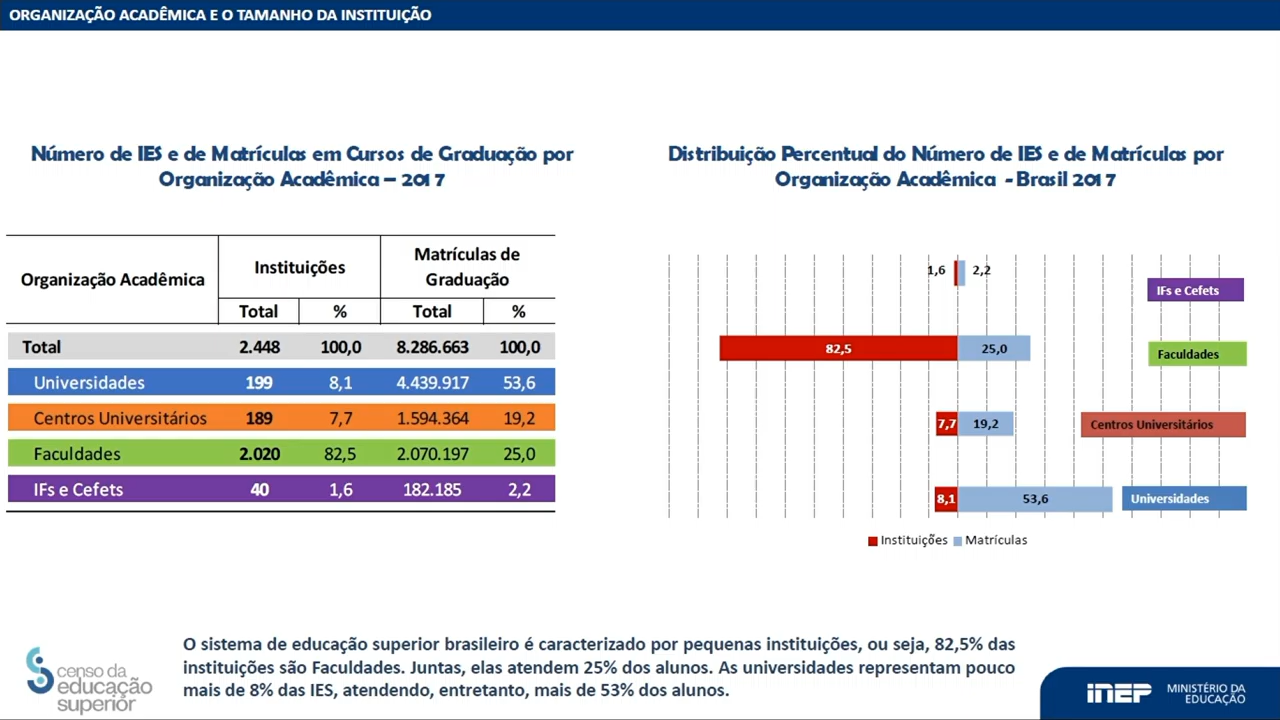 ORGANIZAÇÃO ACADÊMICA E O TAMANHO DA INSTITUIÇÃO
Número de IES e de Matrículas em Cursos de Graduação por
Organização Acadêmica – 2017
Organização Acadêmica
Instituições
Matrículas de
Graduação
Total % Total %
Total 2.448 100,0 8.286.663 100,0
Universidades 199 8,1 4.439.917 53,6
Centros Universitários 189 7,7 1.594.364 19,2
Faculdades 2.020 82,5 2.070.197 25,0
IFs e Cefets 40 1,6 182.185 2,2
Distribuição Percentual do Número de IES e de Matrículas por
Organização Acadêmica - Brasil 2017
1,6 2,2
IFs e Cefets
82,5 25,0
Faculdades
7,7 19,2 Centros Universitários
8,1 53,6 Universidades
Instituições Matrículas
O sistema de educação superior brasileiro é caracterizado por pequenas instituições, ou seja, 82,5% das
instituições são Faculdades. Juntas, elas atendem 25% dos alunos. As universidades representam pouco
mais de 8% das IES, atendendo, entretanto, mais de 53% dos alunos.
censo da
educação
superior
INEP
MINISTÉRIO DA
EDUCAÇÃO